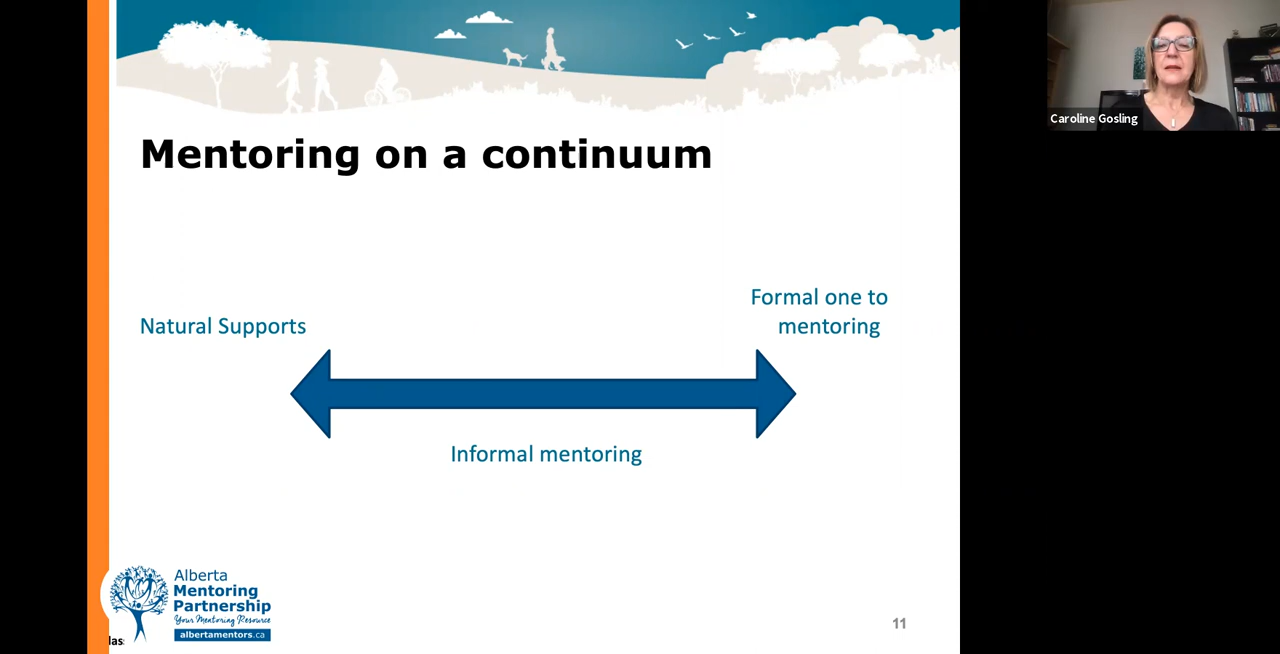 Caroline Gosling
Mentoring on a continuum
Formal one to
mentoring
Natural Supports
Informal mentoring
Alberta
Mentoring
Partnership
Your Mentoring Resource
albertamentors.ca
11